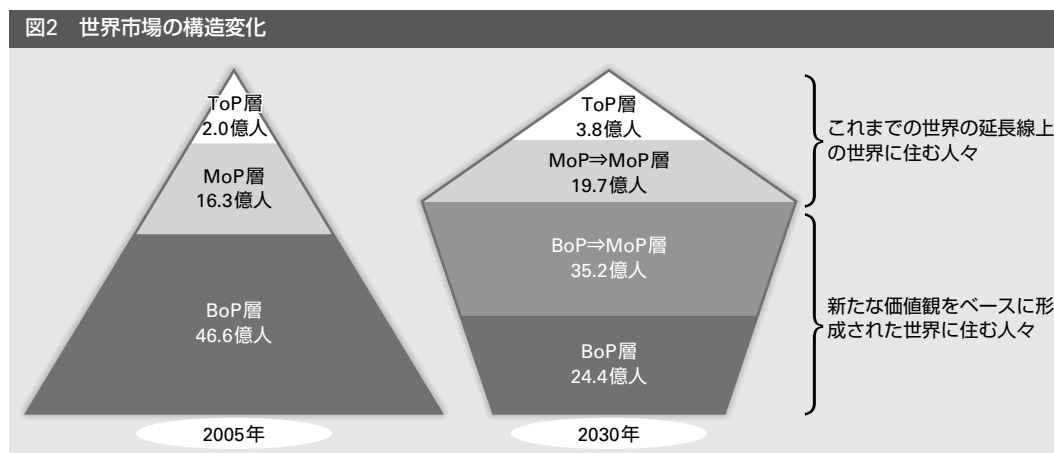 図2 世界市場の構造変化
ToP層
2.0億人
MoP層
16.3億人
BoP層
46.6億人
2005年
ToP層
3.8億人
MoP⇒MoP層
19.7億人
BoP⇒MoP層
35.2億人
BoP層
24.4億人
2030年
これまでの世界の延長線上
の世界に住む人々
新たな価値観をベースに形
成された世界に住む人々